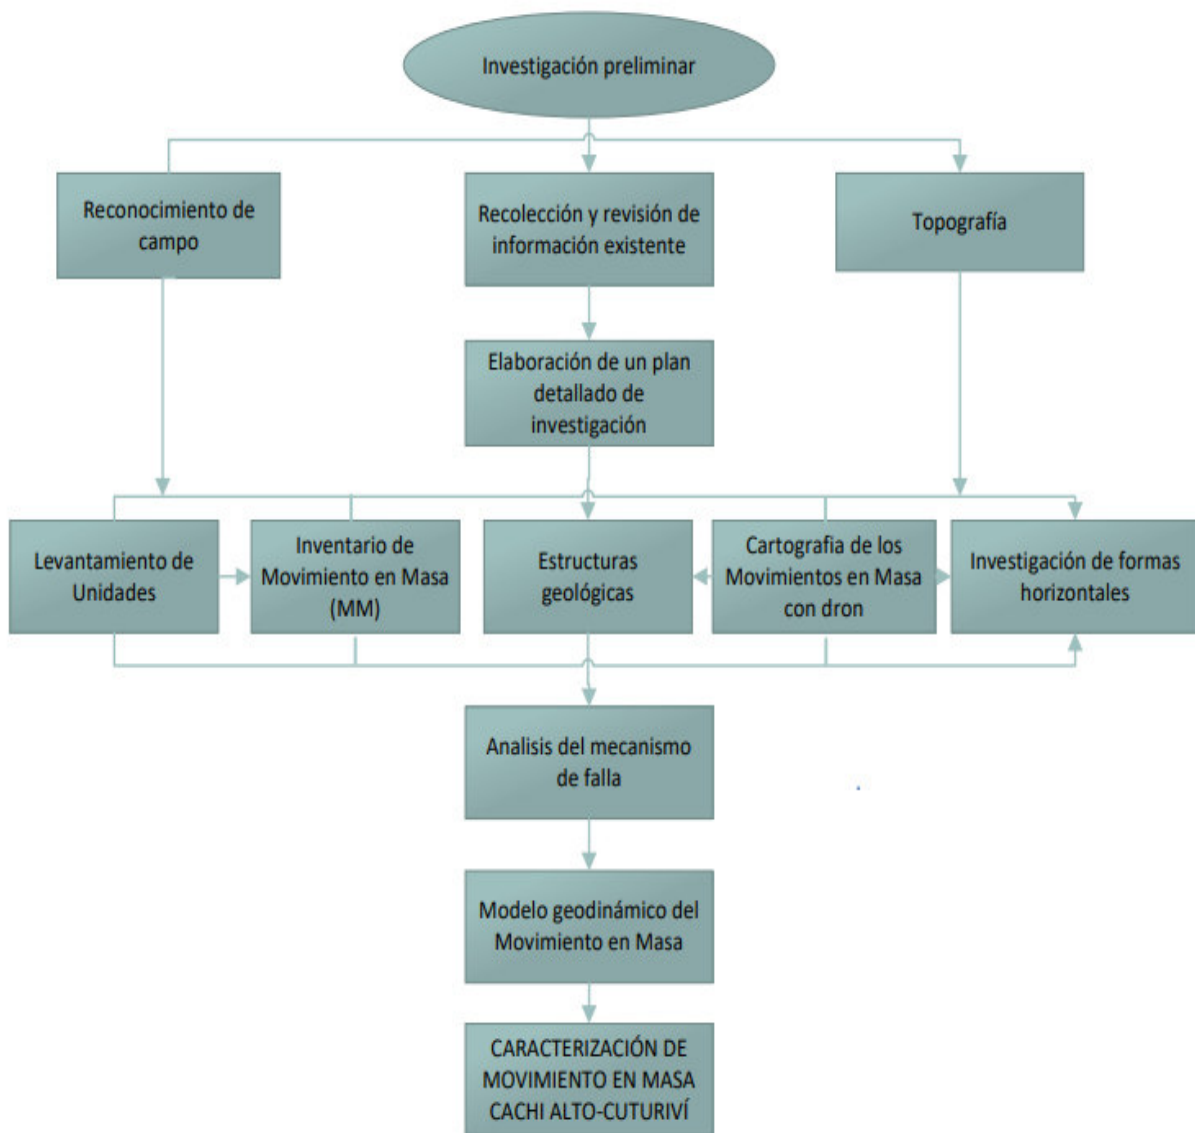 Investigación preliminar
Reconocimiento de
campo
Recolección y revisión de
información existente
Topografía
Elaboración de un plan
detallado de
investigación
Levantamiento de
Unidades
Inventario de
Movimiento en Masa
(MM)
Estructuras
geológicas
Cartografia de los
Movimientos en Masa
con dron
Investigación de formas
horizontales
Analisis del mecanismo
de falla
Modelo geodinámico del
Movimiento en Masa
CARACTERIZACIÓN DE
MOVIMIENTO EN MASA
CACHI ALTO-CUTURIVÍ